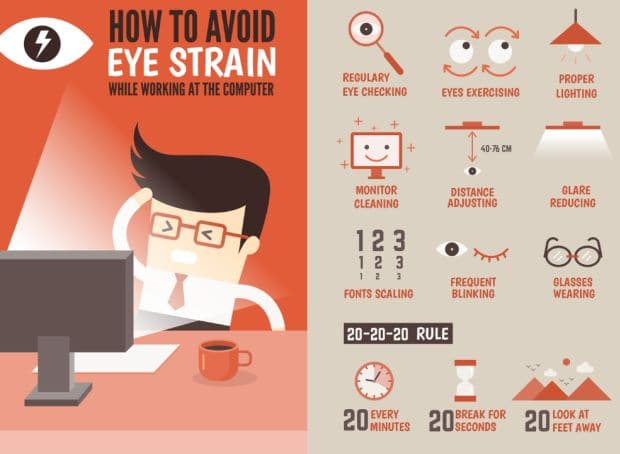 HOW TO AVOID
EYE STRAIN
WHILE WORKING AT THE COMPUTER
REGULARY
EYE CHECKING
EYES EXERCISING
PROPER
LIGHTING
MONITOR
CLEANING
40-76 CM
DISTANCE
ADJUSTING
GLARE
REDUCING
1 2 3
1 2 3
1 2 3
FONTS SCALING
FREQUENT
BLINKING
GLASSES
WEARING
20-20-20 RULE
20 EVERY
MINUTES
20 BREAK FOR
SECONDS
20 LOOK AT
FEET AWAY